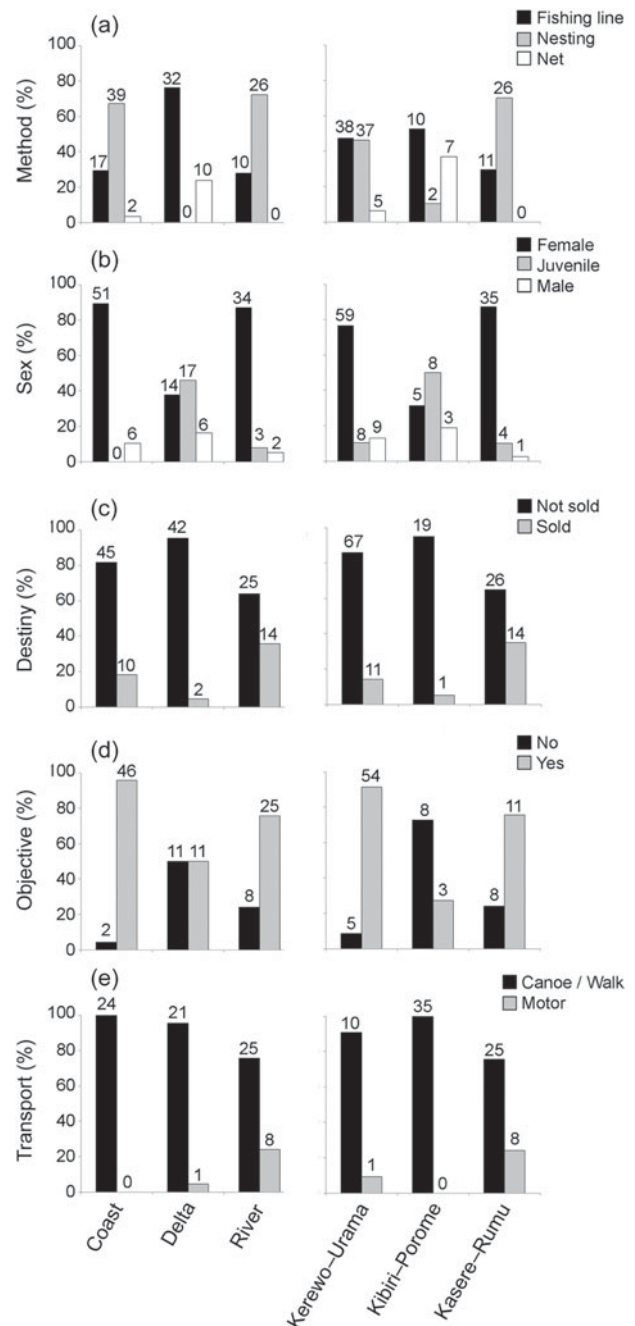 (a)
Fishing line
Nesting
Net
Method (%)
100
80
60
40
20
0
17 39 2 32 0 10 10 26 0
38 37 5 10 2 7 11 26 0
(b)
Female
Juvenile
Male
Sex (%)
100
80
60
40
20
0
51 0 6 14 17 6 34 3 2
59 8 9 5 8 3 35 4 1
(c)
Not sold
Sold
Destiny (%)
100
80
60
40
20
0
45 10 42 2 25 14
67 11 19 1 26 14
(d)
No
Yes
Objective (%)
100
80
60
40
20
0
2 46 11 11 8 25
5 54 8 3 8 11
(e)
Canoe / Walk
Motor
Transport (%)
100
80
60
40
20
0
24 0 21 1 25 8
10 1 35 0 25 8
Coast
Delta
River
Kerewo–Urama
Kibiri–Porome
Kasere–Rumu